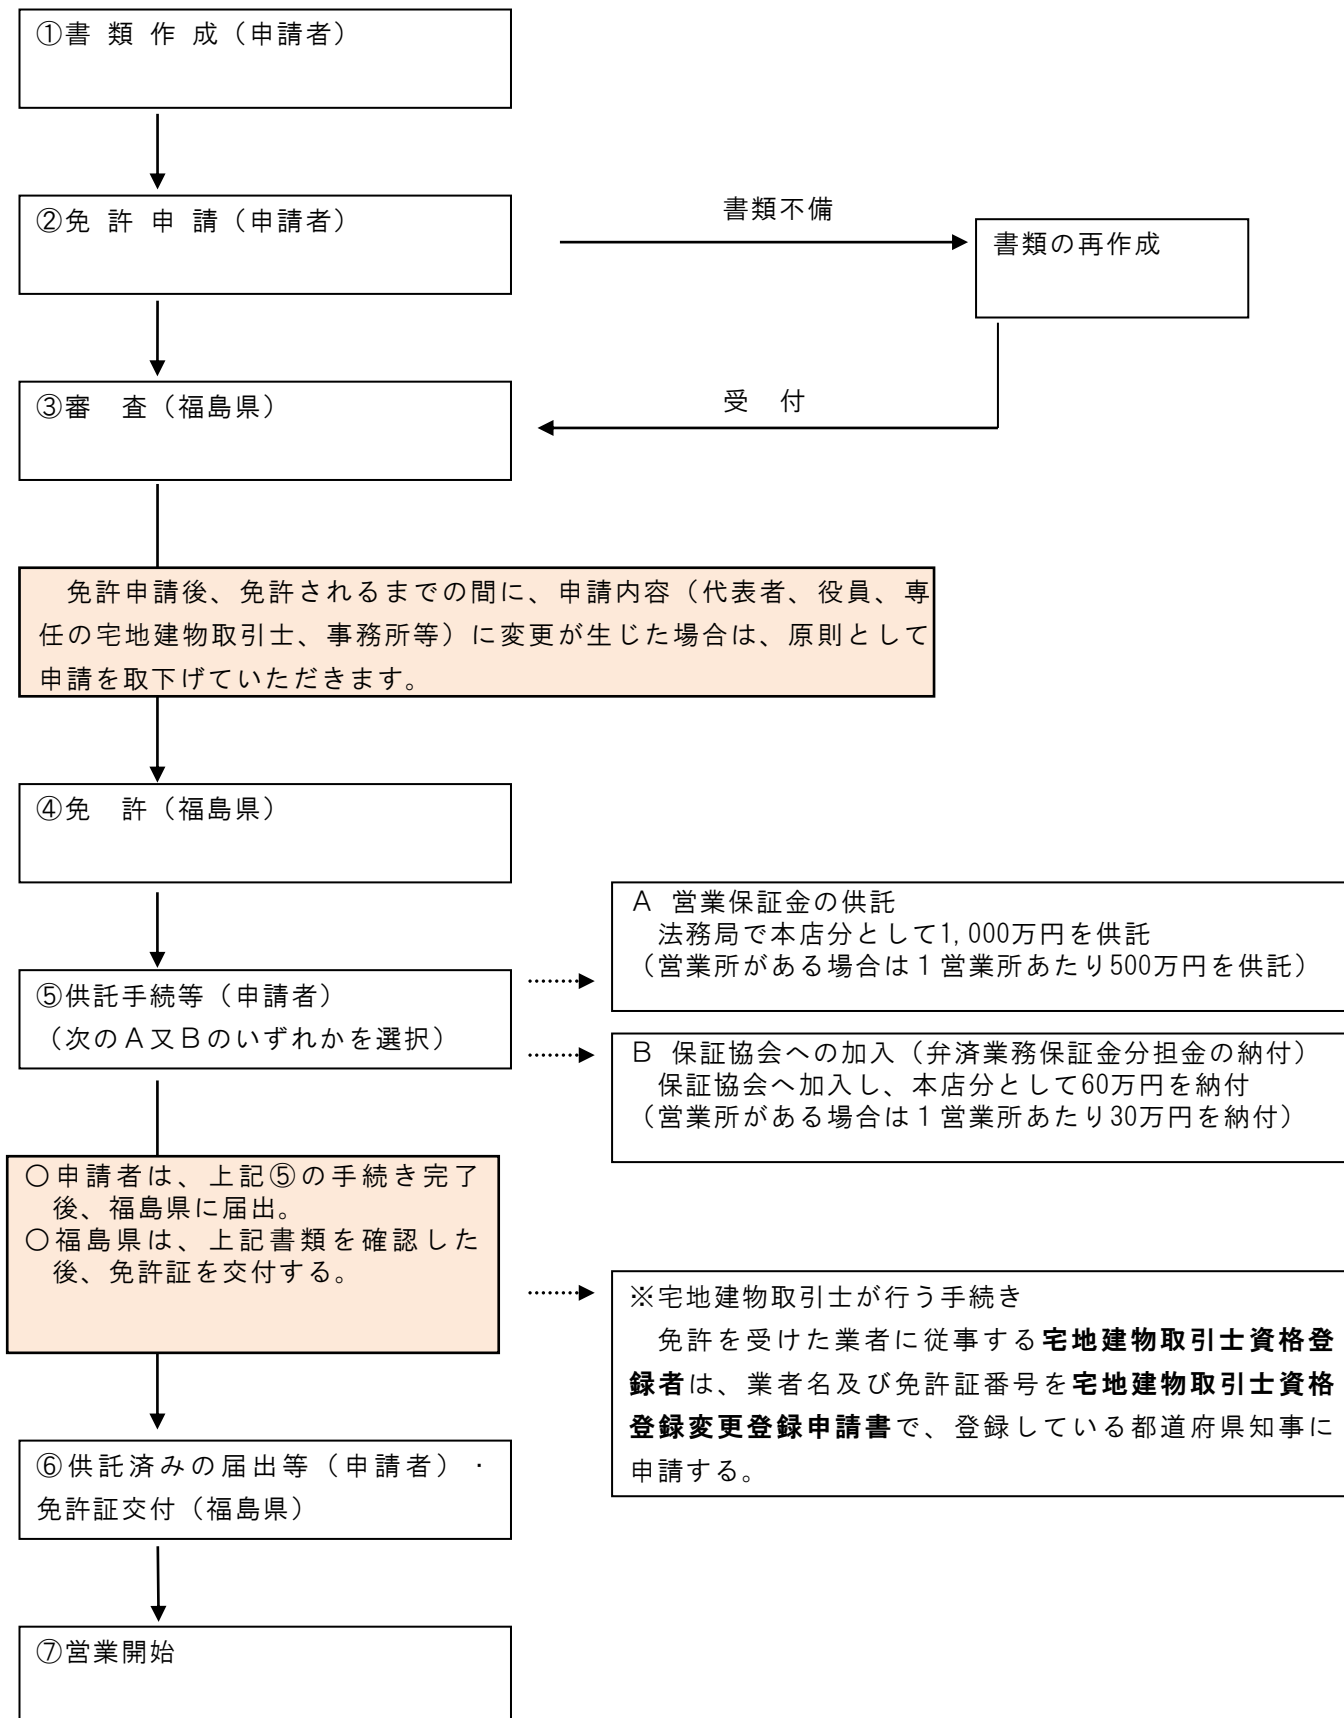 ①書 類 作 成（申請者）
②免 許 申 請（申請者）
書類不備
書類の再作成
③審　査（福島県）
受　付
　免許申請後、免許されるまでの間に、申請内容（代表者、役員、専
任の宅地建物取引士、事務所等）に変更が生じた場合は、原則として
申請を取下げていただきます。
④免　許（福島県）
⑤供託手続等（申請者）
（次のＡ又Ｂのいずれかを選択）
Ａ 営業保証金の供託
　法務局で本店分として1,000万円を供託
（営業所がある場合は１営業所あたり500万円を供託）
Ｂ 保証協会への加入（弁済業務保証金分担金の納付）
　保証協会へ加入し、本店分として60万円を納付
（営業所がある場合は１営業所あたり30万円を納付）
○申請者は、上記⑤の手続き完了
後、福島県に届出。
○福島県は、上記書類を確認した
後、免許証を交付する。
※宅地建物取引士が行う手続き
　免許を受けた業者に従事する宅地建物取引士資格登
録者は、業者名及び免許証番号を宅地建物取引士資格
登録変更登録申請書で、登録している都道府県知事に
申請する。
⑥供託済みの届出等（申請者）・
免許証交付（福島県）
⑦営業開始